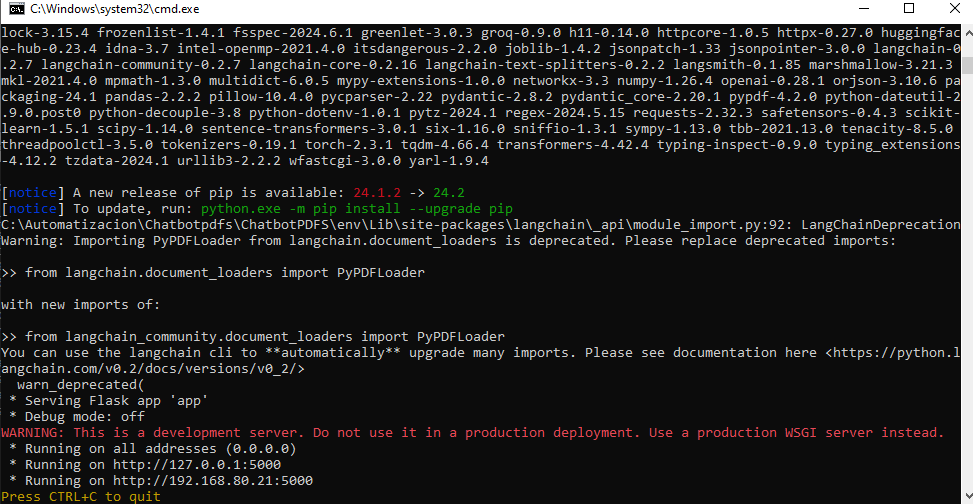 C:\Windows\system32\cmd.exe
lock-3.15.4 frozenlist-1.4.1 fsspec-2024.6.1 greenlet-3.0.3 groq-0.9.0 h11-0.14.0 httpcore-1.0.5 httpx-0.27.0 huggingfac
e-hub-0.23.4 idna-3.7 intel-openmp-2021.4.0 itsdangerous-2.2.0 joblib-1.4.2 jsonpatch-1.33 jsonpointer-3.0.0 langchain-0
.2.7 langchain-community-0.2.7 langchain-core-0.2.16 langchain-text-splitters-0.2.2 langsmith-0.1.85 marshmallow-3.21.3
mkl-2021.4.0 mpmath-1.3.0 multidict-6.0.5 mypy-extensions-1.0.0 networkx-3.3 numpy-1.26.4 openai-0.28.1 orjson-3.10.6 pa
ckaging-24.1 pandas-2.2.2 pillow-10.4.0 pycparser-2.22 pydantic-2.8.2 pydantic_core-2.20.1 pypdf-4.2.0 python-dateutil-2
.9.0.post0 python-decouple-3.8 python-dotenv-1.0.1 pytz-2024.1 regex-2024.5.15 requests-2.32.3 safetensors-0.4.3 scikit-
learn-1.5.1 scipy-1.14.0 sentence-transformers-3.0.1 six-1.16.0 sniffio-1.3.1 sympy-1.13.0 tbb-2021.13.0 tenacity-8.5.0
threadpoolctl-3.5.0 tokenizers-0.19.1 torch-2.3.1 tqdm-4.66.4 transformers-4.42.4 typing-inspect-0.9.0 typing_extensions
-4.12.2 tzdata-2024.1 urllib3-2.2.2 wfastcgi-3.0.0 yarl-1.9.4
[notice] A new release of pip is available: 24.1.2 -> 24.2
[notice] To update, run: python.exe -m pip install --upgrade pip
C:\Automatizacion\Chatbotpdfs\ChatbotPDFS\env\Lib\site-packages\langchain\_api\module_import.py:92: LangChainDeprecation
Warning: Importing PyPDFLoader from langchain.document_loaders is deprecated. Please replace deprecated imports:
>> from langchain.document_loaders import PyPDFLoader
with new imports of:
>> from langchain_community.document_loaders import PyPDFLoader
You can use the langchain cli to **automatically** upgrade many imports. Please see documentation here <https://python.l
angchain.com/v0.2/docs/versions/v0_2/>
warn_deprecated(
* Serving Flask app 'app'
* Debug mode: off
WARNING: This is a development server. Do not use it in a production deployment. Use a production WSGI server instead.
* Running on all addresses (0.0.0.0)
* Running on http://127.0.0.1:5000
* Running on http://192.168.80.21:5000
Press CTRL+C to quit